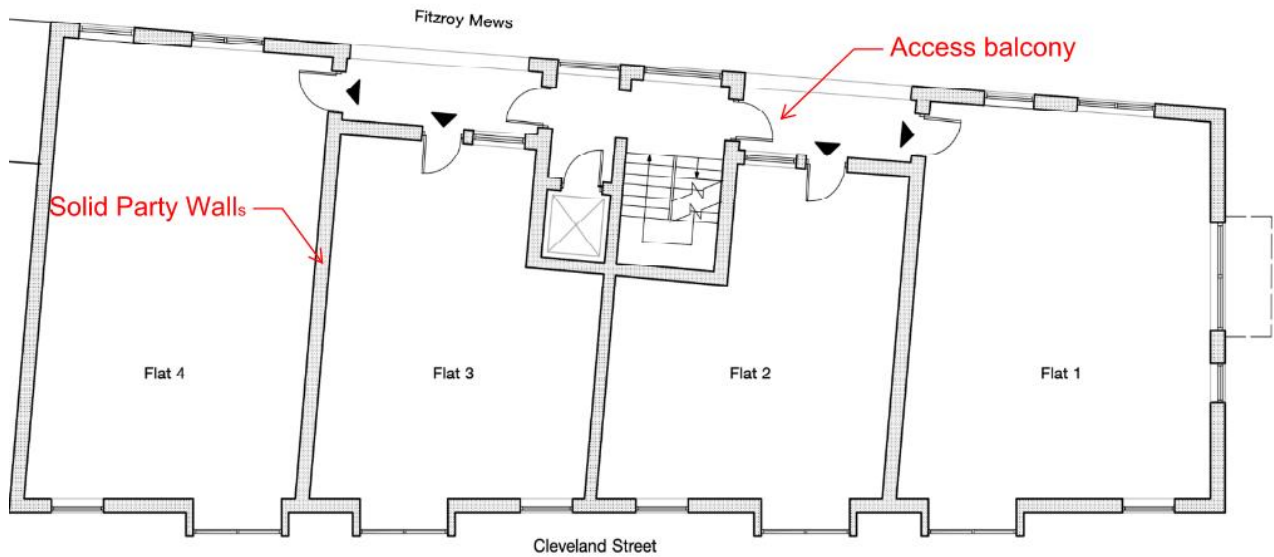 Fitzroy Mews
Access balcony
Solid Party Walls
Flat 4
Flat 3
Flat 2
Flat 1
Cleveland Street